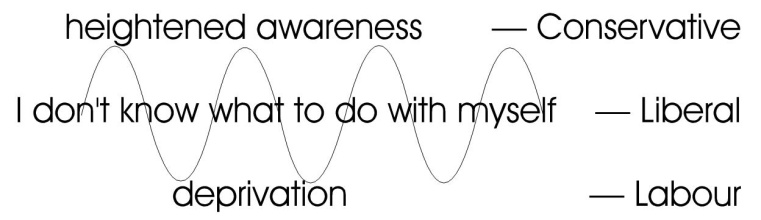 heightened awareness — Conservative
I don't know what to do with myself — Liberal
deprivation — Labour